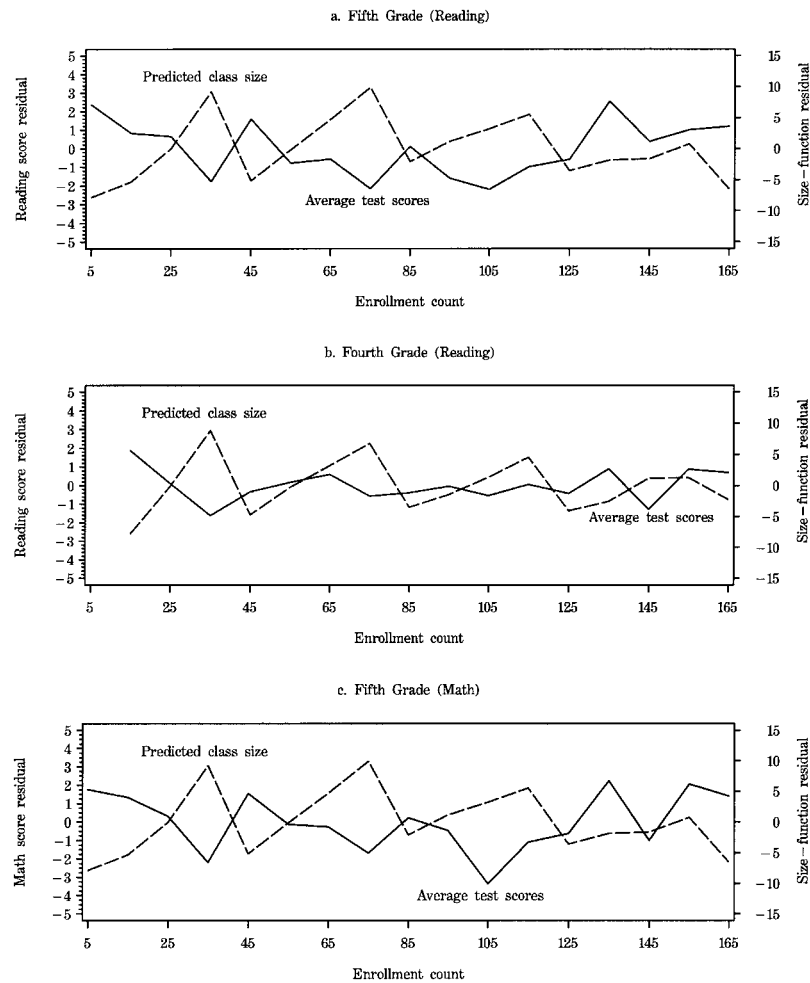 a. Fifth Grade (Reading)
5
4
3
2
1
0
−1
−2
−3
−4
−5
Reading score residual
Predicted class size
Average test scores
15
10
5
0
−5
−10
−15
Size−function residual
5 25 45 65 85 105 125 145 165
Enrollment count
b. Fourth Grade (Reading)
5
4
3
2
1
0
−1
−2
−3
−4
−5
Reading score residual
Predicted class size
Average test scores
15
10
5
0
−5
−10
−15
Size−function residual
5 25 45 65 85 105 125 145 165
Enrollment count
c. Fifth Grade (Math)
5
4
3
2
1
0
−1
−2
−3
−4
−5
Math score residual
Predicted class size
Average test scores
15
10
5
0
−5
−10
−15
Size−function residual
5 25 45 65 85 105 125 145 165
Enrollment count